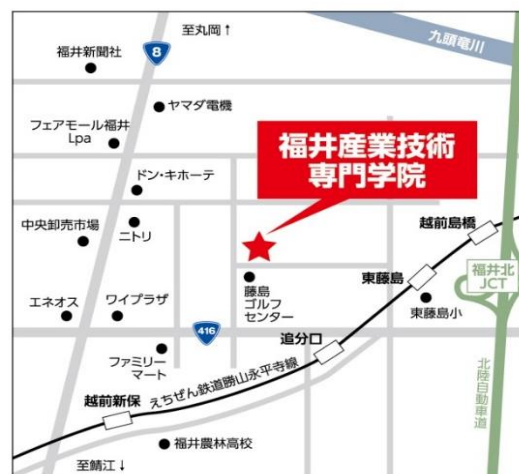 至丸岡↑
九頭竜川
福井新聞社
8
ヤマダ電機
フェアモール福井
Lpa
福井産業技術
専門学院
ドン・キホーテ
越前島橋
中央卸売市場
ニトリ
福井北
JCT
東藤島
藤島
ゴルフ
センター
エネオス
ワイプラザ
東藤島小
416
追分口
ファミリー
マート
えちぜん鉄道勝山永平寺線
北陸自動車道
越前新保
福井農林高校
至鯖江↓